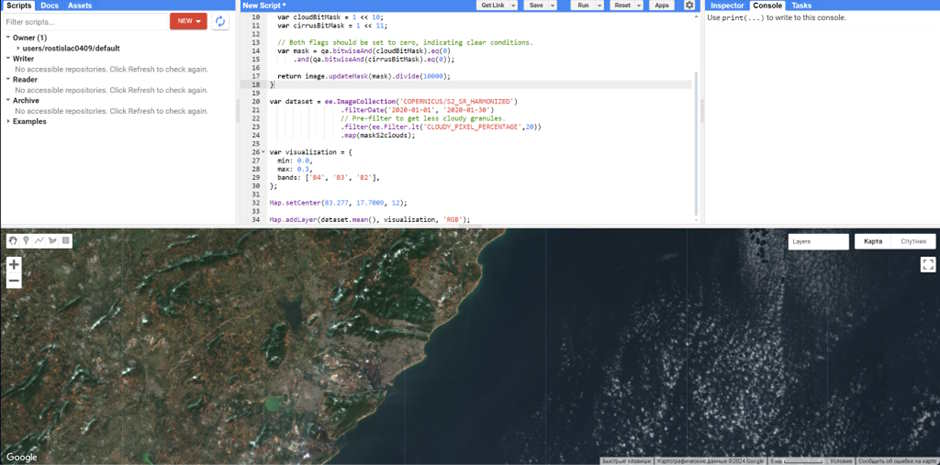 Scripts Docs Assets
Filter scripts...
NEW
Owner (1)
users/rostislac0409/default
Writer
No accessible repositories. Click Refresh to check again.
Reader
No accessible repositories. Click Refresh to check again.
Archive
No accessible repositories. Click Refresh to check again.
Examples
New Script *
Get Link Save Run Reset Apps
10 var cloudBitMask = 1 << 10;
11 var cirrusBitMask = 1 << 11;
12
13 // Both flags should be set to zero, indicating clear conditions.
14 var mask = qa.bitwiseAnd(cloudBitMask).eq(0)
15 .and(qa.bitwiseAnd(cirrusBitMask).eq(0));
16
17 return image.updateMask(mask).divide(10000);
18 }
19
20 var dataset = ee.ImageCollection('COPERNICUS/S2_SR_HARMONIZED')
21 .filterDate('2020-01-01', '2020-01-30')
22 // Pre-filter to get less cloudy granules.
23 .filter(ee.Filter.lt('CLOUDY_PIXEL_PERCENTAGE',20))
24 .map(maskS2clouds);
25
26 var visualization = {
27 min: 0.0,
28 max: 0.3,
29 bands: ['B4', 'B3', 'B2'],
30 };
31
32 Map.setCenter(83.277, 17.7009, 12);
33
34 Map.addLayer(dataset.mean(), visualization, 'RGB');
Inspector Console Tasks
Use print(...) to write to this console.
Layers
Карта Спутник
Google
Быстрые клавиши Картографические данные ©2024 Google Условия Сообщить об ошибке на карте